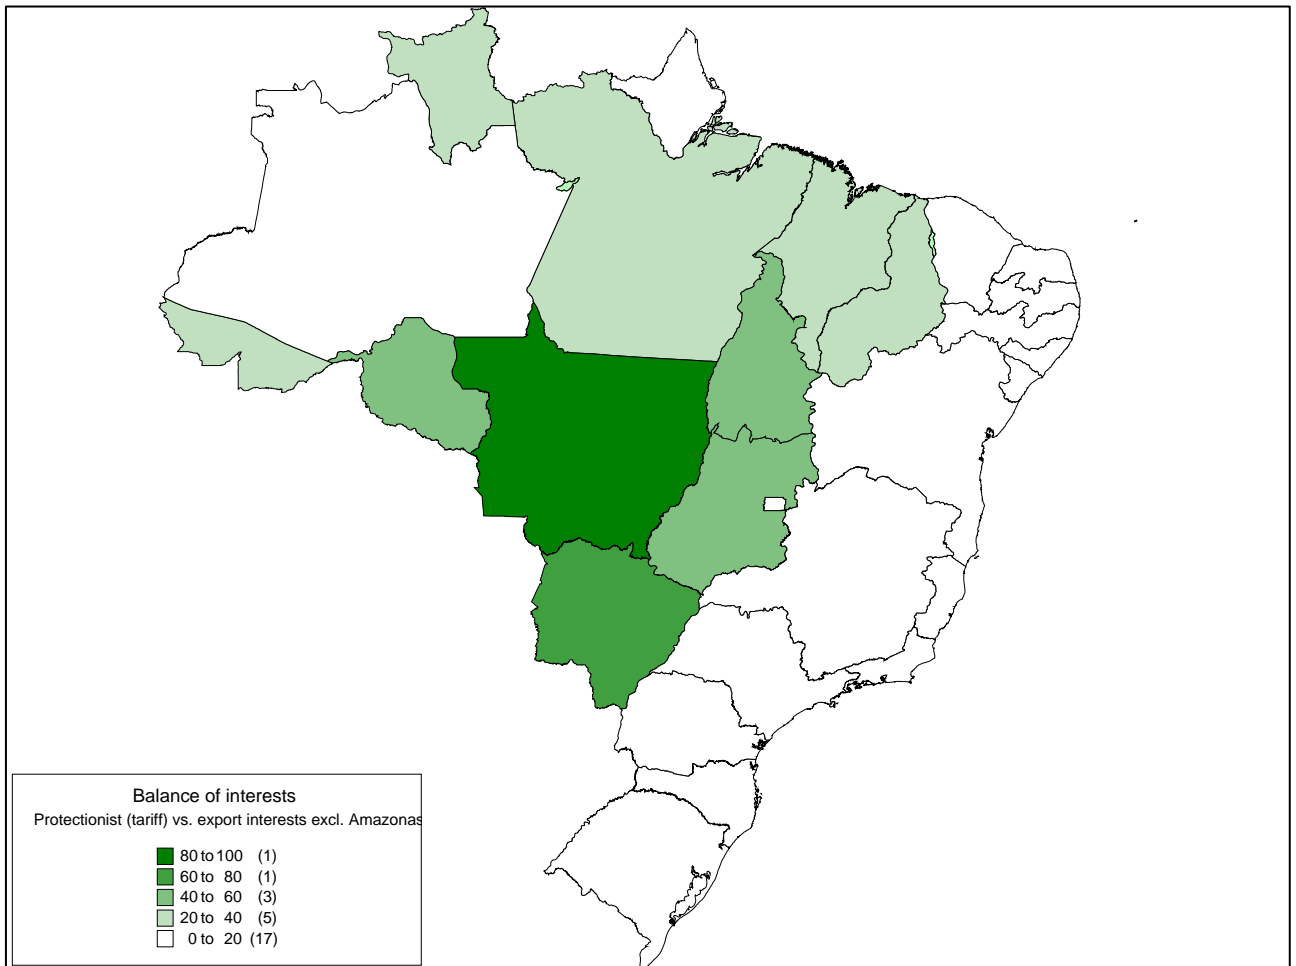 Balance of interests
Protectionist (tariff) vs. export interests excl. Amazonas
80 to 100 (1)
60 to 80 (1)
40 to 60 (3)
20 to 40 (5)
0 to 20 (17)